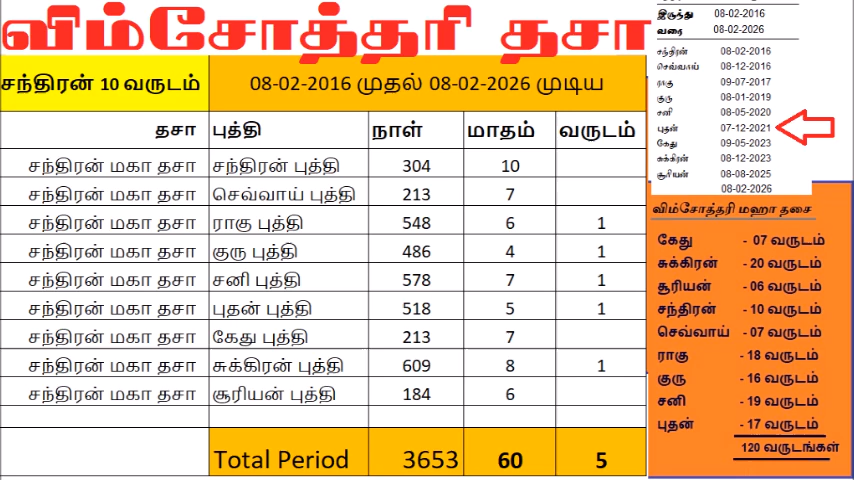 விம்சோத்தரி தசா
சந்திரன் 10 வருடம் 08-02-2016 முதல் 08-02-2026 முடிய
தசா புத்தி நாள் மாதம் வருடம்
சந்திரன் மகா தசா சந்திரன் புத்தி 304 10
சந்திரன் மகா தசா செவ்வாய் புத்தி 213 7
சந்திரன் மகா தசா ராகு புத்தி 548 6 1
சந்திரன் மகா தசா குரு புத்தி 486 4 1
சந்திரன் மகா தசா சனி புத்தி 578 7 1
சந்திரன் மகா தசா புதன் புத்தி 518 5 1
சந்திரன் மகா தசா கேது புத்தி 213 7
சந்திரன் மகா தசா சுக்கிரன் புத்தி 609 8 1
சந்திரன் மகா தசா சூரியன் புத்தி 184 6
Total Period 3653 60 5
திருந்து 08-02-2016
வரை 08-02-2026
சந்திரன் 08-02-2016
செவ்வாய் 08-12-2016
ராகு 09-07-2017
குரு 08-01-2019
சனி 08-05-2020
புதன் 07-12-2021
கேது 09-05-2023
சுக்கிரன் 08-12-2023
சூரியன் 08-08-2025
08-02-2026
விம்சோத்தரி மஹா தசை
கேது - 07 வருடம்
சுக்கிரன் - 20 வருடம்
சூரியன் - 06 வருடம்
சந்திரன் - 10 வருடம்
செவ்வாய் - 07 வருடம்
ராகு - 18 வருடம்
குரு - 16 வருடம்
சனி - 19 வருடம்
புதன் - 17 வருடம்
120 வருடங்கள்